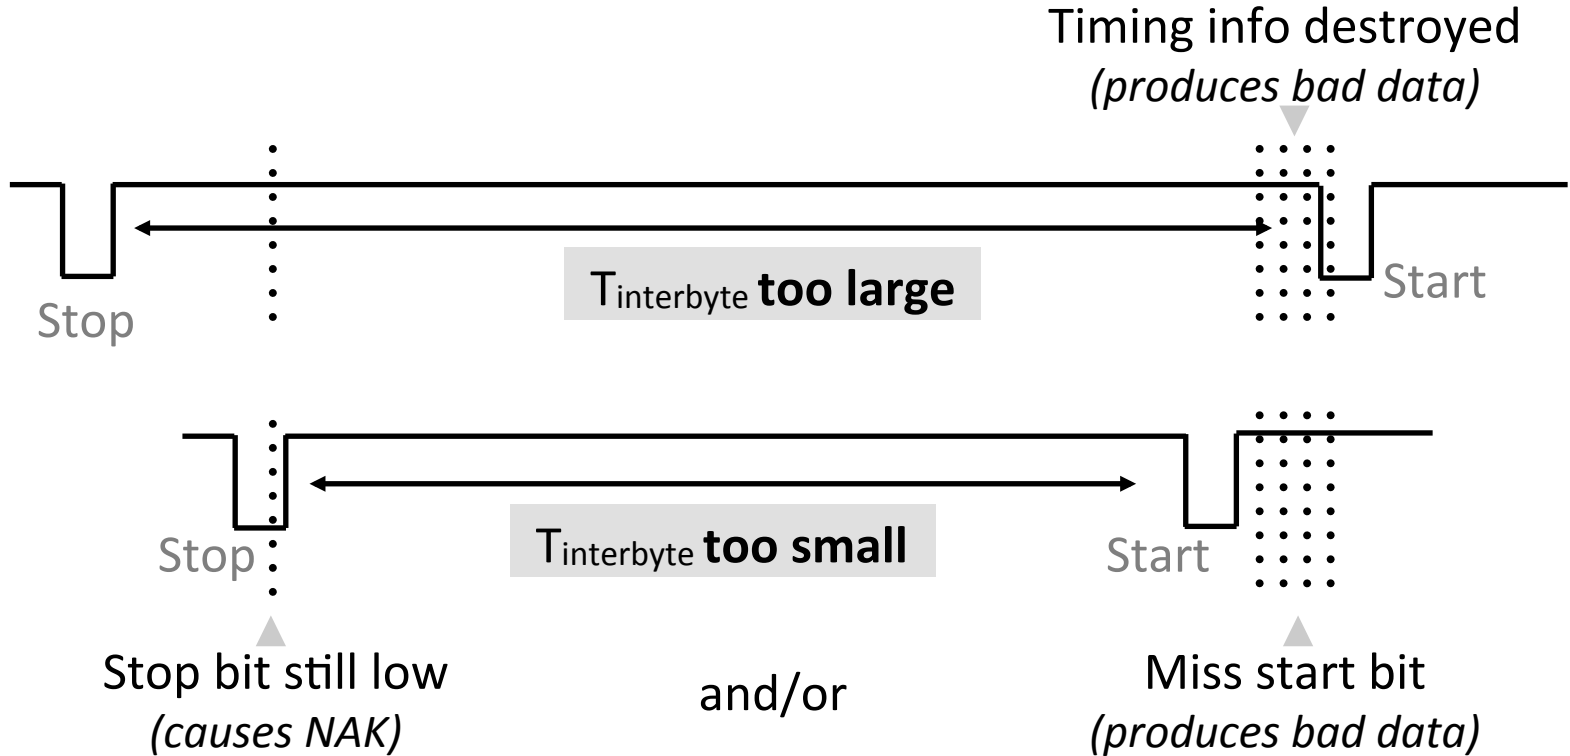 Timing info destroyed
(produces bad data)
Tinterbyte too large
Stop
Start
Tinterbyte too small
Stop
Start
Stop bit still low
(causes NAK)
and/or
Miss start bit
(produces bad data)